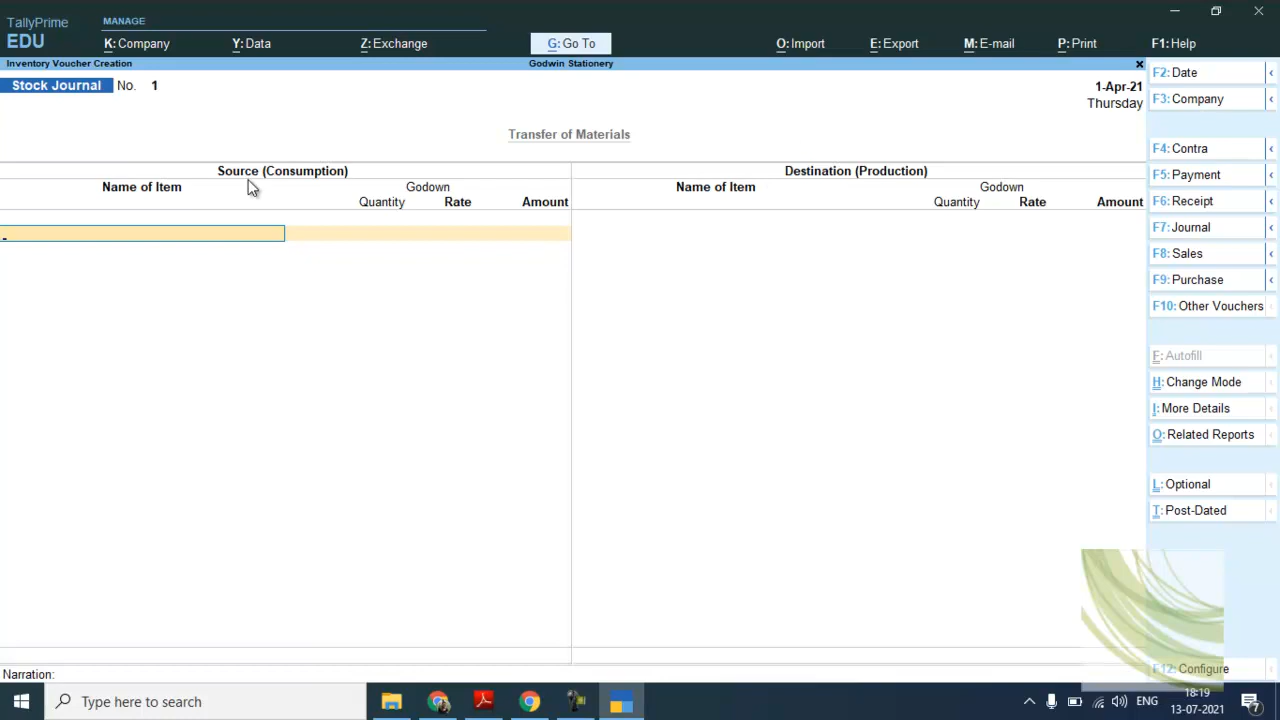 TallyPrime
EDU
MANAGE
K: Company
Y: Data
Z: Exchange
G: Go To
O: Import
E: Export
M: E-mail
P: Print
F1: Help
Inventory Voucher Creation
Godwin Stationery
Stock Journal No. 1
1-Apr-21
Thursday
Transfer of Materials
Source (Consumption)
Name of Item
Godown
Quantity Rate Amount
Destination (Production)
Name of Item
Godown
Quantity Rate Amount
F2: Date
F3: Company
F4: Contra
F5: Payment
F6: Receipt
F7: Journal
F8: Sales
F9: Purchase
F10: Other Vouchers
F: Autofill
H: Change Mode
I: More Details
O: Related Reports
L: Optional
T: Post-Dated
F12: Configure
Narration:
Type here to search
ENG
18:19
13-07-2021
7